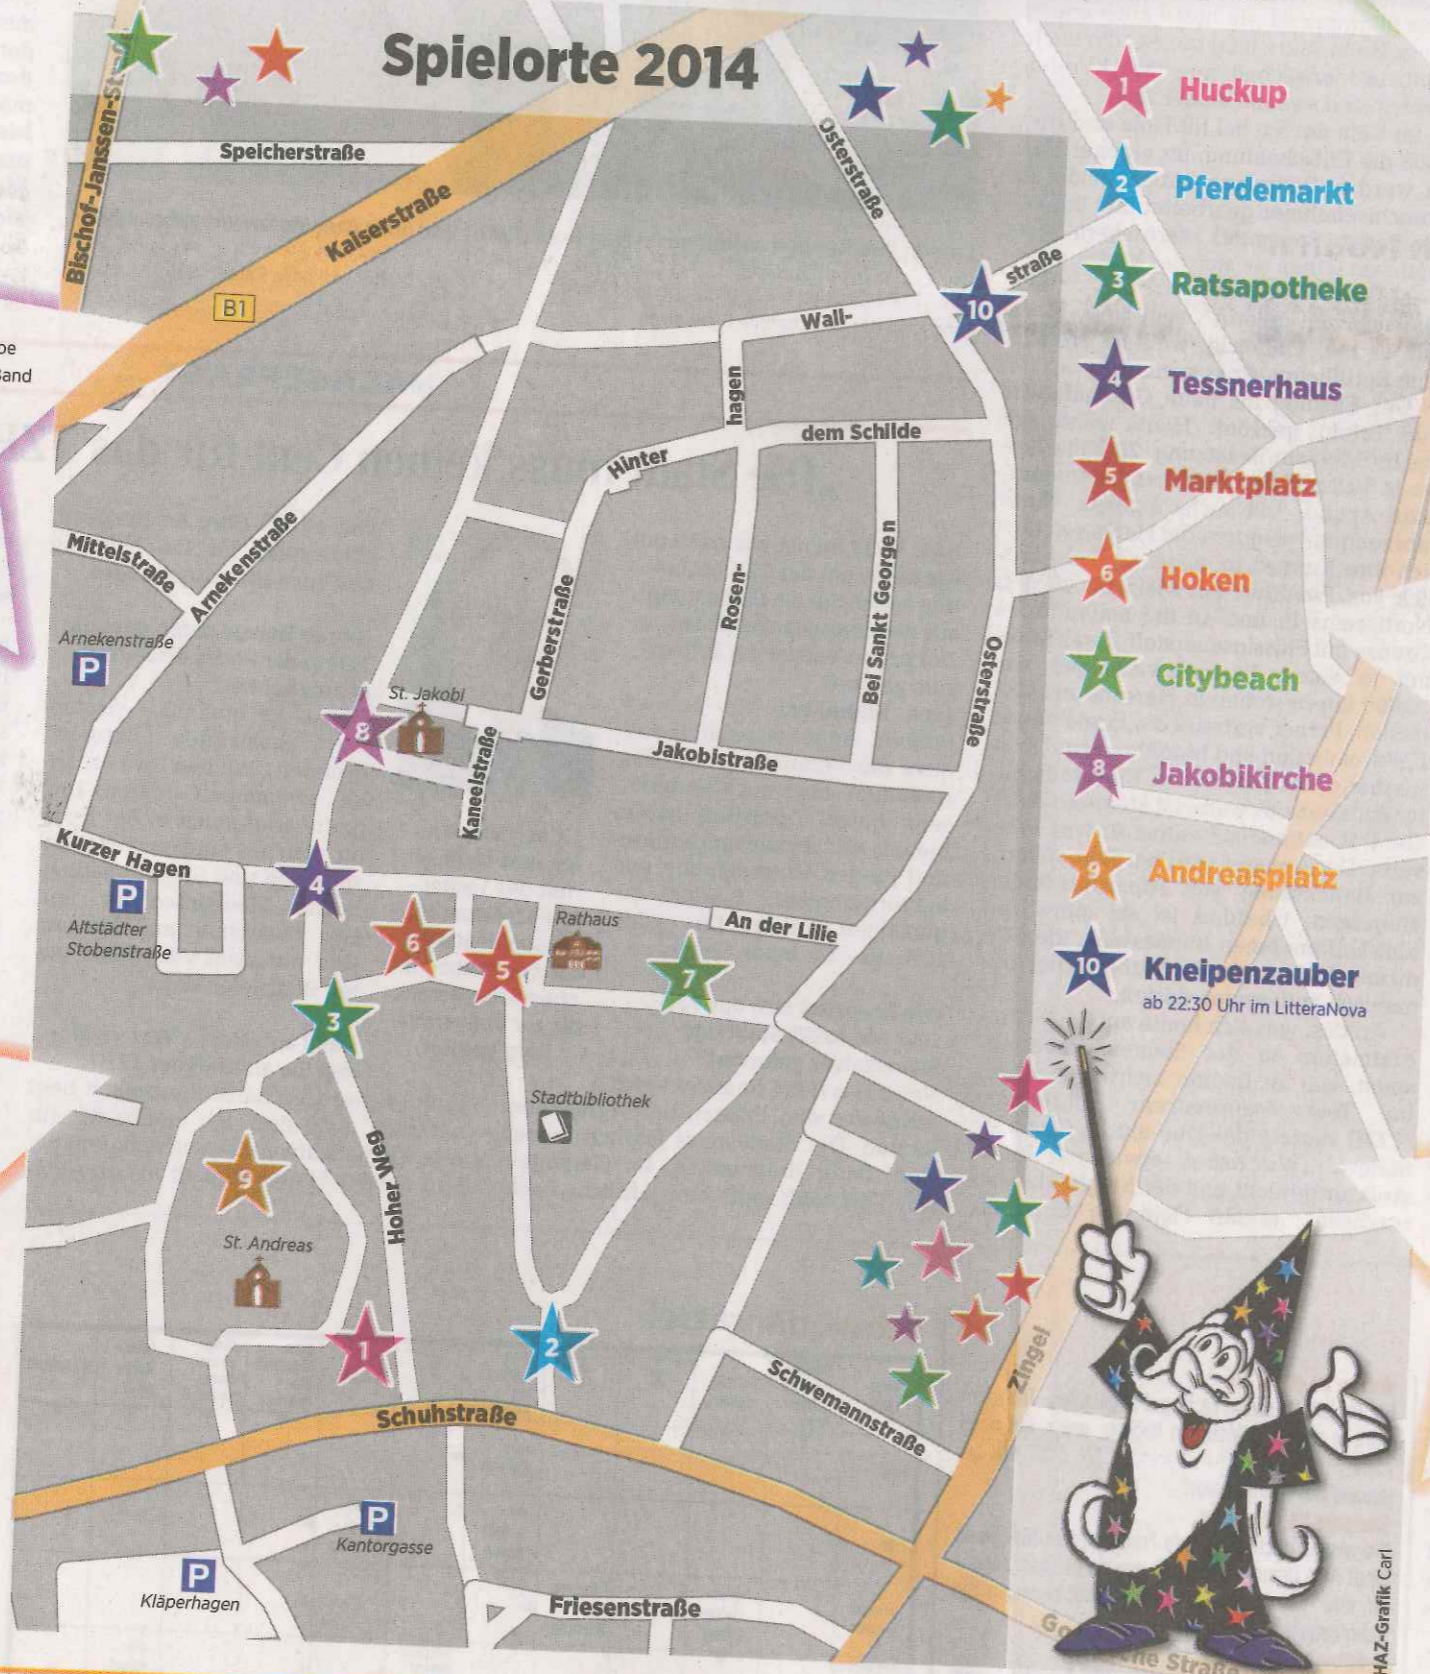 Spielorte 2014
1 Huckup
2 Pferdemarkt
3 Ratsapotheke
4 Tessnerhaus
5 Marktplatz
6 Hoken
7 Citybeach
8 Jakobikirche
9 Andreasplatz
10 Kneipenzauber
ab 22:30 Uhr im LitteraNova
Bischof-Janssen-St
Speicherstraße
Kaiserstraße
B1
Osterstraße
straße
10
Wall-
hagen
dem Schilde
Hinter
Mittelstraße
Arnekenstraße
Arnekenstraße
P
Gerberstraße
Rosen-
Bei Sankt Georgen
Osterstraße
St. Jakobi
8
Jakobistraße
Kaneelstraße
Kurzer Hagen
P
Altstädter
Stobenstraße
4
6
5
Rathaus
7
An der Lilie
3
Stadtbibliothek
Hoher Weg
9
St. Andreas
1
2
Schuhstraße
Schwemannstraße
Zingel
P
Kantorgasse
P
Kläperhagen
Friesenstraße
Go
che Straße
HAZ-Grafik Carl